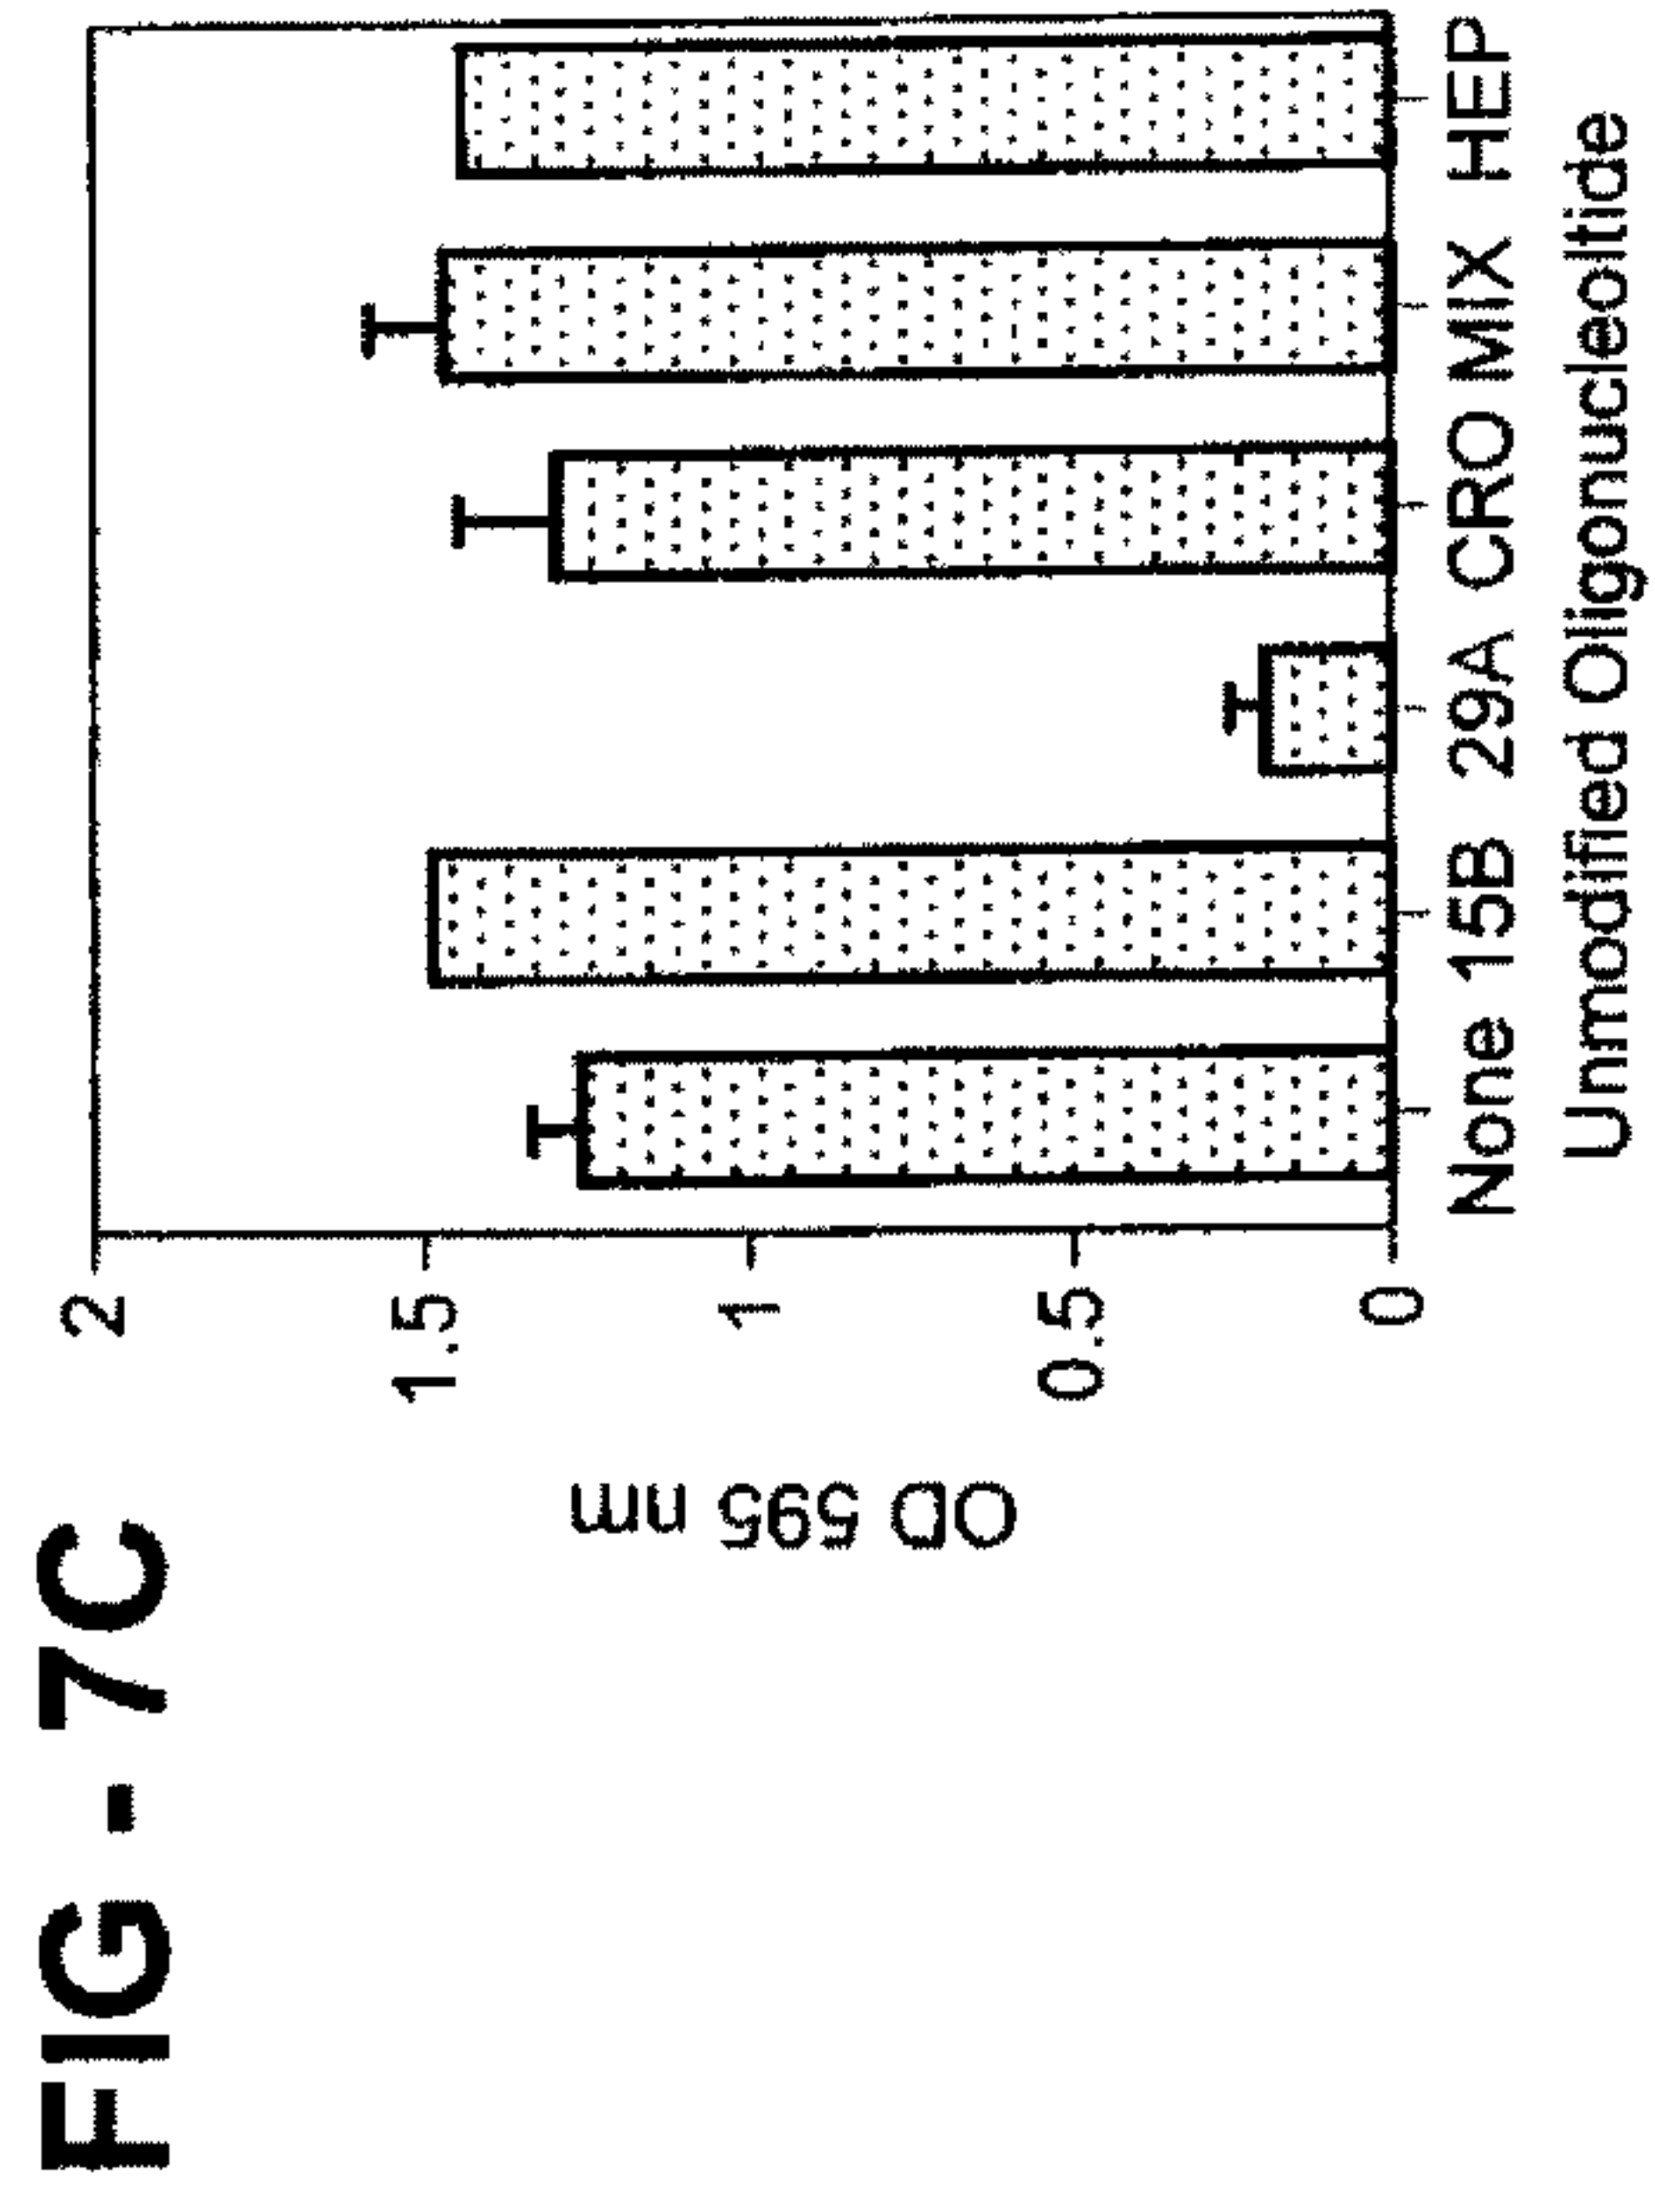 FIG - 7C
OD 595 nm
2
1.5
1
0.5
0
None 15B 29A CRO MIX HEP
Unmodified Oligonucleoltide